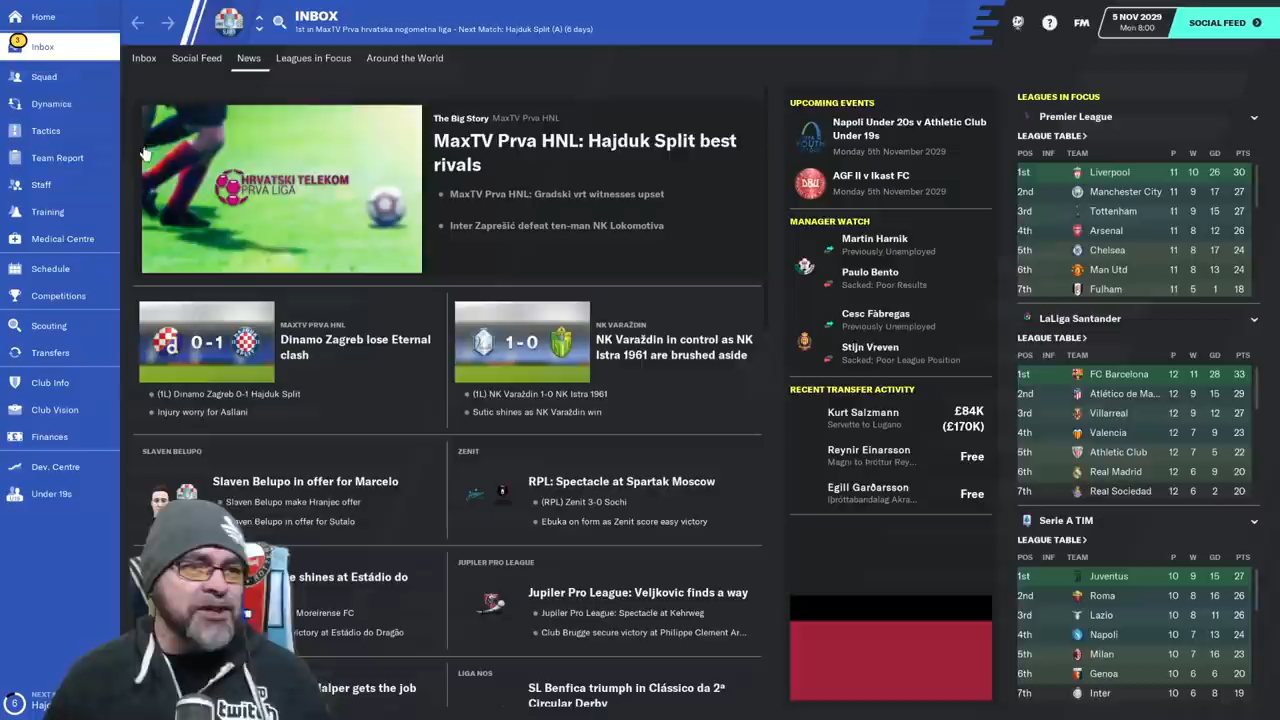 Home
INBOX
1st in MaxTV Prva hrvatska nogometna liga - Next Match: Hajduk Split (A) (6 days)
FM
5 NOV 2029
Mon 8:00
SOCIAL FEED
3
Inbox
Squad
Dynamics
Tactics
Team Report
Staff
Training
Medical Centre
Schedule
Competitions
Scouting
Transfers
Club Info
Club Vision
Finances
Dev. Centre
Under 19s
6
Inbox
Social Feed
News
Leagues in Focus
Around the World
HRVATSKI TELEKOM
PRVA LIGA
The Big Story MaxTV Prva HNL
MaxTV Prva HNL: Hajduk Split best
rivals
MaxTV Prva HNL: Gradski vrt witnesses upset
Inter Zaprešić defeat ten-man NK Lokomotiva
0-1
MAXTV PRVA HNL
Dinamo Zagreb lose Eternal
clash
(1L) Dinamo Zagreb 0-1 Hajduk Split
Injury worry for Asllani
1-0
NK VARAŽDIN
NK Varaždin in control as NK
Istra 1961 are brushed aside
(1L) NK Varaždin 1-0 NK Istra 1961
Sutic shines as NK Varaždin win
SLAVEN BELUPO
Slaven Belupo in offer for Marcelo
Slaven Belupo make Hranjec offer
Slaven Belupo in offer for Sutalo
ZENIT
RPL: Spectacle at Spartak Moscow
(RPL) Zenit 3-0 Sochi
Ebuka on form as Zenit score easy victory
shines at Estádio do
Moreirense FC
victory at Estádio do Dragão
JUPILER PRO LEAGUE
Jupiler Pro League: Veljkovic finds a way
Jupiler Pro League: Spectacle at Kehrweg
Club Brugge secure victory at Philippe Clement Ar...
Halper gets the job
LIGA NOS
SL Benfica triumph in Clássico da 2ª
Circular Derby
twitch
UPCOMING EVENTS
Napoli Under 20s v Athletic Club
Under 19s
Monday 5th November 2029
AGF II v Ikast FC
Monday 5th November 2029
MANAGER WATCH
Martin Harnik
Previously Unemployed
Paulo Bento
Sacked: Poor Results
Cesc Fàbregas
Previously Unemployed
Stijn Vreven
Sacked: Poor League Position
RECENT TRANSFER ACTIVITY
Kurt Salzmann
Servette to Lugano
£84K
(£170K)
Reynir Einarsson
Magni to Þróttur Rey...
Free
Egill Garðarsson
Íþróttabandalag Akra...
Free
LEAGUES IN FOCUS
Premier League
LEAGUE TABLE
POS INF TEAM P W GD PTS
1st Liverpool 11 10 26 30
2nd Manchester City 11 9 17 27
3rd Tottenham 11 9 15 27
4th Arsenal 11 8 12 26
5th Chelsea 11 8 17 24
6th Man Utd 11 8 13 24
7th Fulham 11 5 1 18
LaLiga Santander
LEAGUE TABLE
POS INF TEAM P W GD PTS
1st FC Barcelona 12 11 28 33
2nd Atlético de Ma... 12 9 15 29
3rd Villarreal 12 9 12 27
4th Valencia 12 7 9 23
5th Athletic Club 12 7 5 22
6th Real Madrid 12 6 9 20
7th Real Sociedad 12 6 2 20
Serie A TIM
LEAGUE TABLE
POS INF TEAM P W GD PTS
1st Juventus 10 9 15 27
2nd Roma 10 8 16 26
3rd Lazio 10 8 11 26
4th Napoli 10 7 13 24
5th Milan 10 7 16 23
6th Genoa 10 6 6 20
7th Inter 10 6 8 19